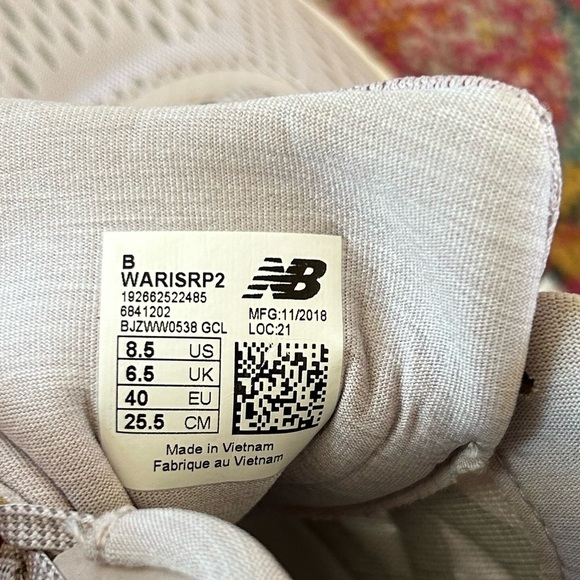 B
WARISRP2
192662522485
6841202
BJZWW0538 GCL
NB
MFG:11/2018
LOC:21
8.5 US
6.5 UK
40 EU
25.5 CM
Made in Vietnam
Fabrique au Vietnam